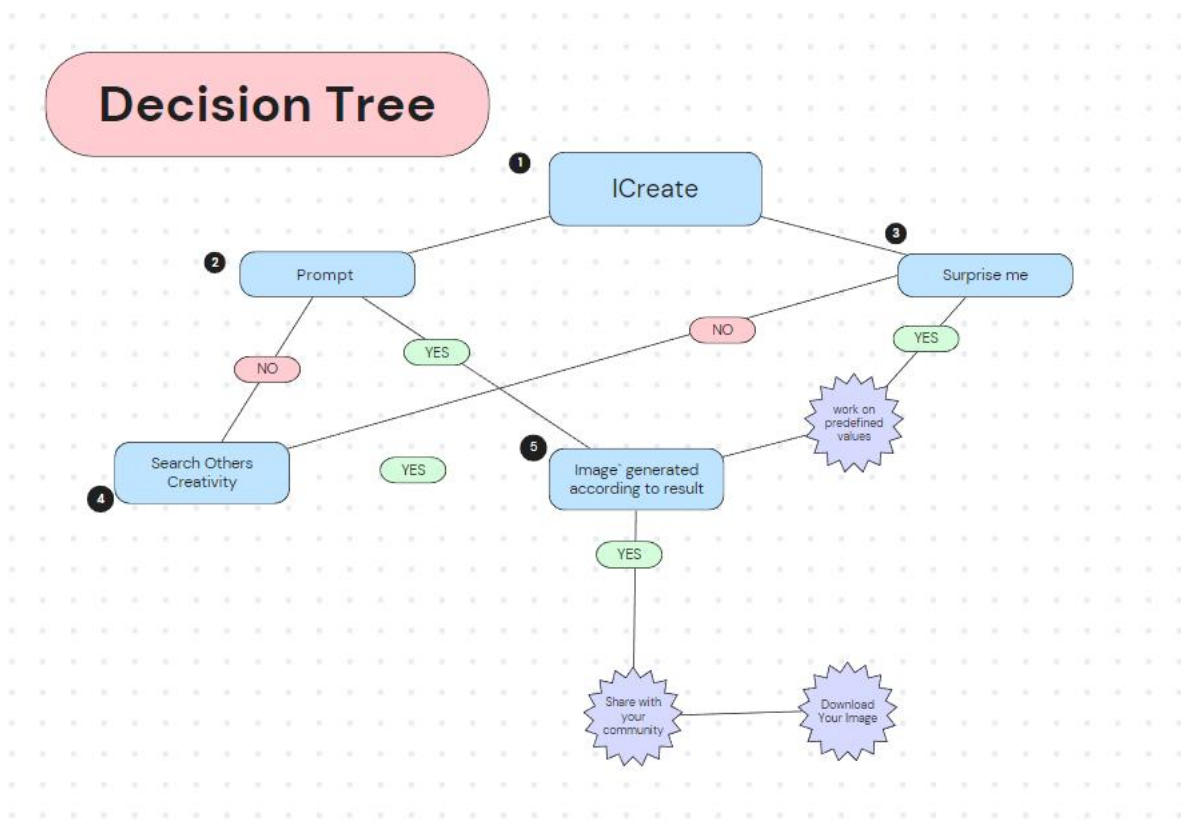 Decision Tree
1
ICreate
2
Prompt
3
Surprise me
NO
YES
NO
YES
work on
predefined
values
4
Search Others
Creativity
YES
5
Image` generated
according to result
YES
Share with
your
community
Download
Your Image